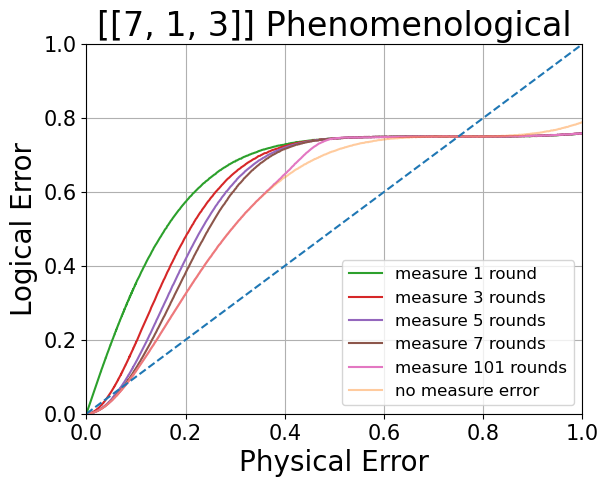 [[7, 1, 3]] Phenomenological
1.0
0.8
0.6
0.4
0.2
0.0
Logical Error
measure 1 round
measure 3 rounds
measure 5 rounds
measure 7 rounds
measure 101 rounds
no measure error
0.0 0.2 0.4 0.6 0.8 1.0
Physical Error